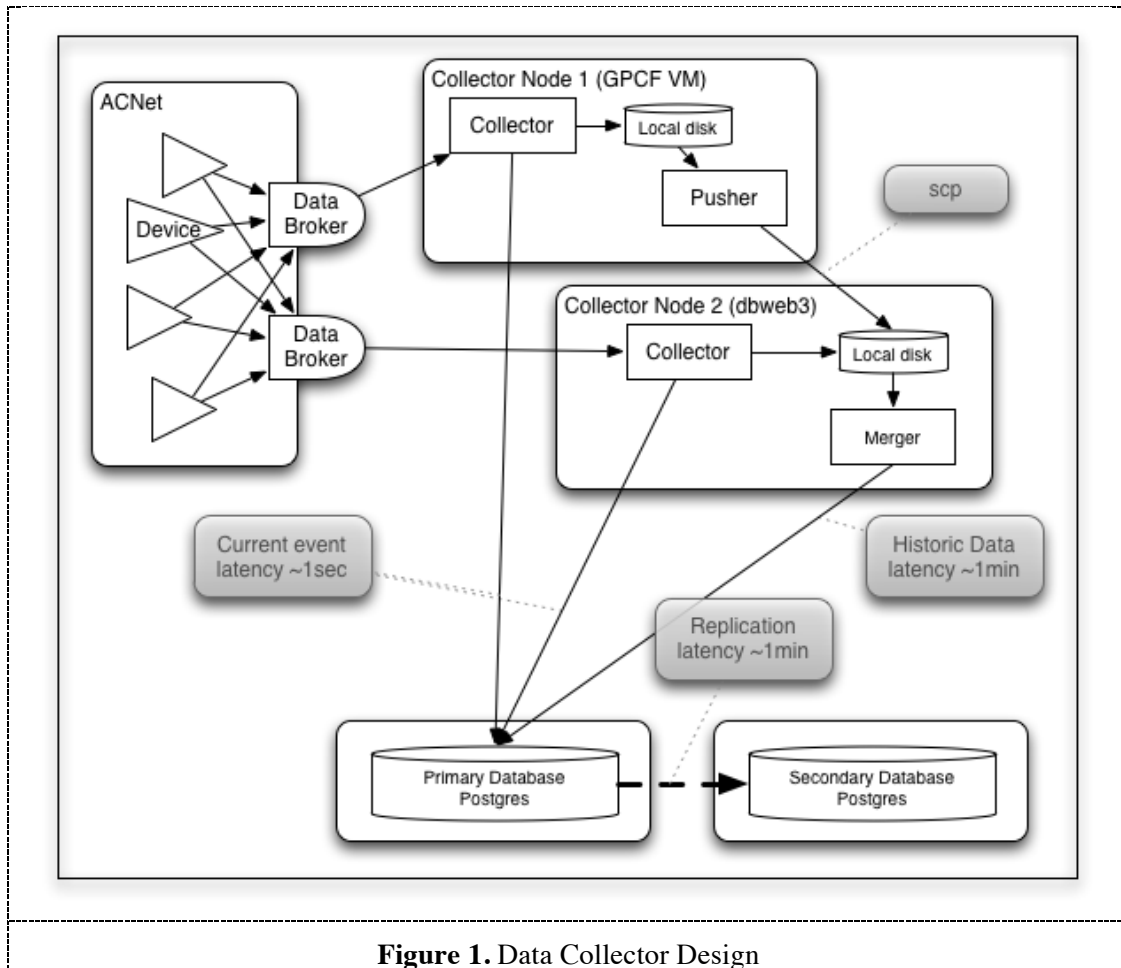 ACNet
Device
Data
Broker
Data
Broker
Collector Node 1 (GPCF VM)
Collector
Local disk
Pusher
scp
Collector Node 2 (dbweb3)
Collector
Local disk
Merger
Current event
latency ~1sec
Historic Data
latency ~1min
Replication
latency ~1min
Primary Database
Postgres
Secondary Database
Postgres
Figure 1. Data Collector Design